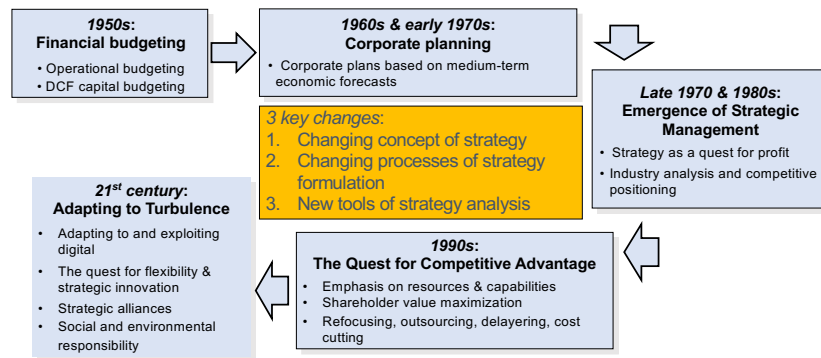 1950s:
Financial budgeting
• Operational budgeting
• DCF capital budgeting
1960s & early 1970s:
Corporate planning
• Corporate plans based on medium-term
economic forecasts
Late 1970 & 1980s:
Emergence of Strategic
Management
• Strategy as a quest for profit
• Industry analysis and competitive
positioning
3 key changes:
1. Changing concept of strategy
2. Changing processes of strategy
formulation
3. New tools of strategy analysis
1990s:
The Quest for Competitive Advantage
• Emphasis on resources & capabilities
• Shareholder value maximization
• Refocusing, outsourcing, delayering, cost
cutting
21st century:
Adapting to Turbulence
• Adapting to and exploiting
digital
• The quest for flexibility &
strategic innovation
• Strategic alliances
• Social and environmental
responsibility